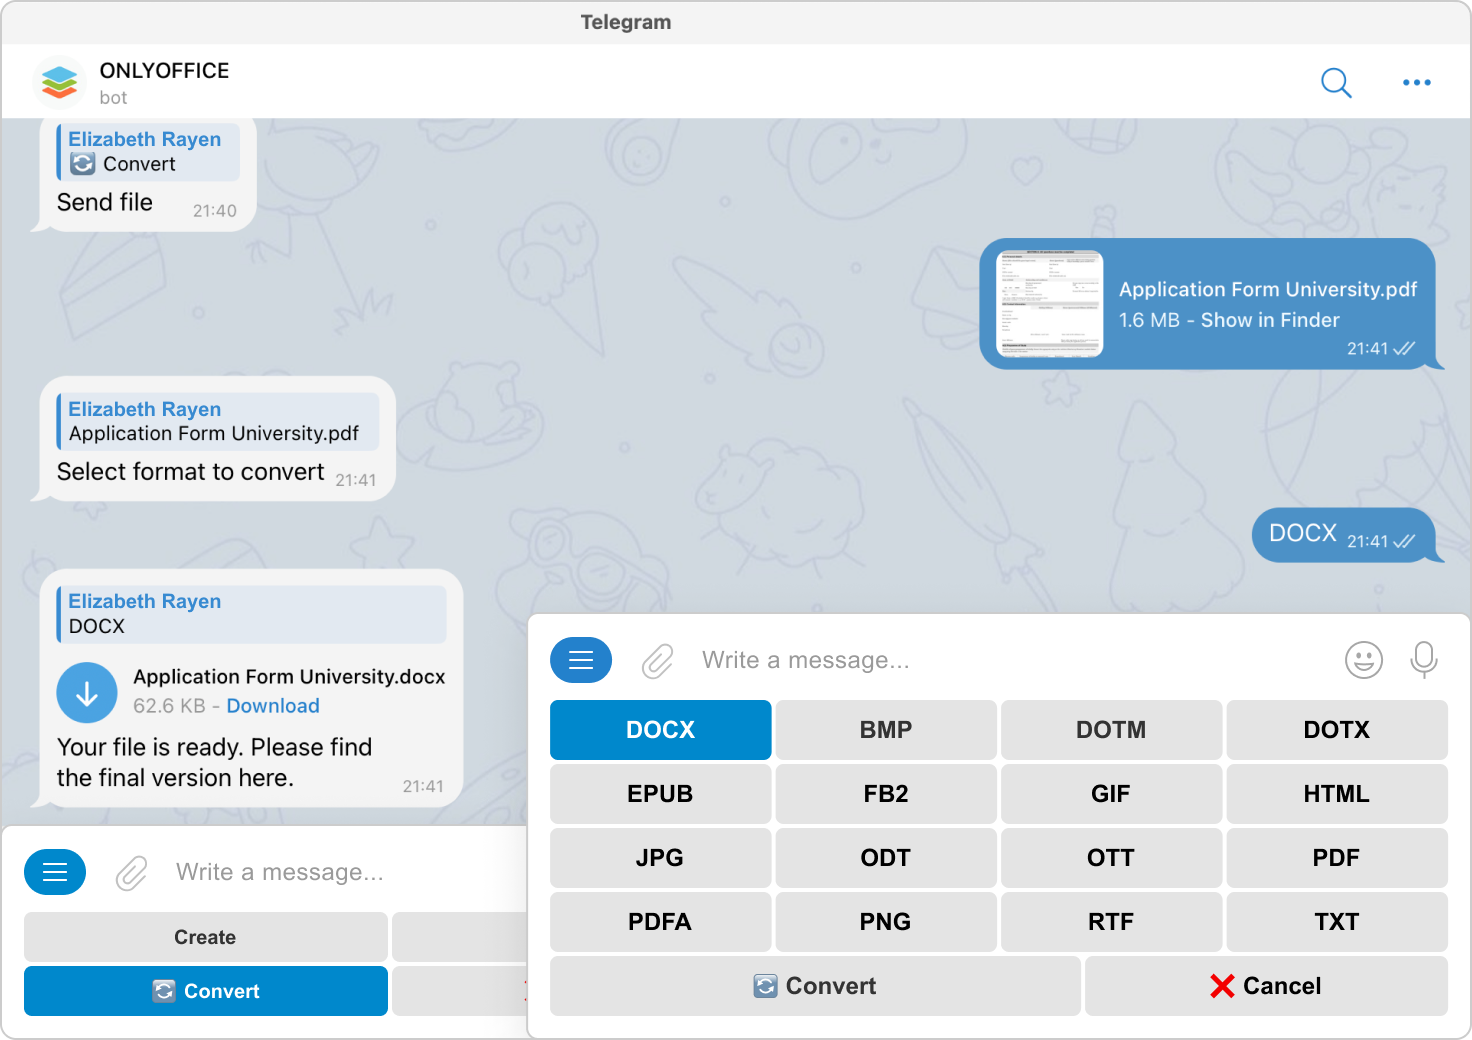 Telegram
ONLYOFFICE
bot
Elizabeth Rayen
Convert
Send file 21:40
Application Form University.pdf
1.6 MB - Show in Finder
21:41
Elizabeth Rayen
Application Form University.pdf
Select format to convert 21:41
DOCX 21:41
Elizabeth Rayen
DOCX
Application Form University.docx
62.6 KB - Download
Your file is ready. Please find
the final version here. 21:41
Write a message...
Create
Convert
Write a message...
DOCX BMP DOTM DOTX
EPUB FB2 GIF HTML
JPG ODT OTT PDF
PDFA PNG RTF TXT
Convert Cancel